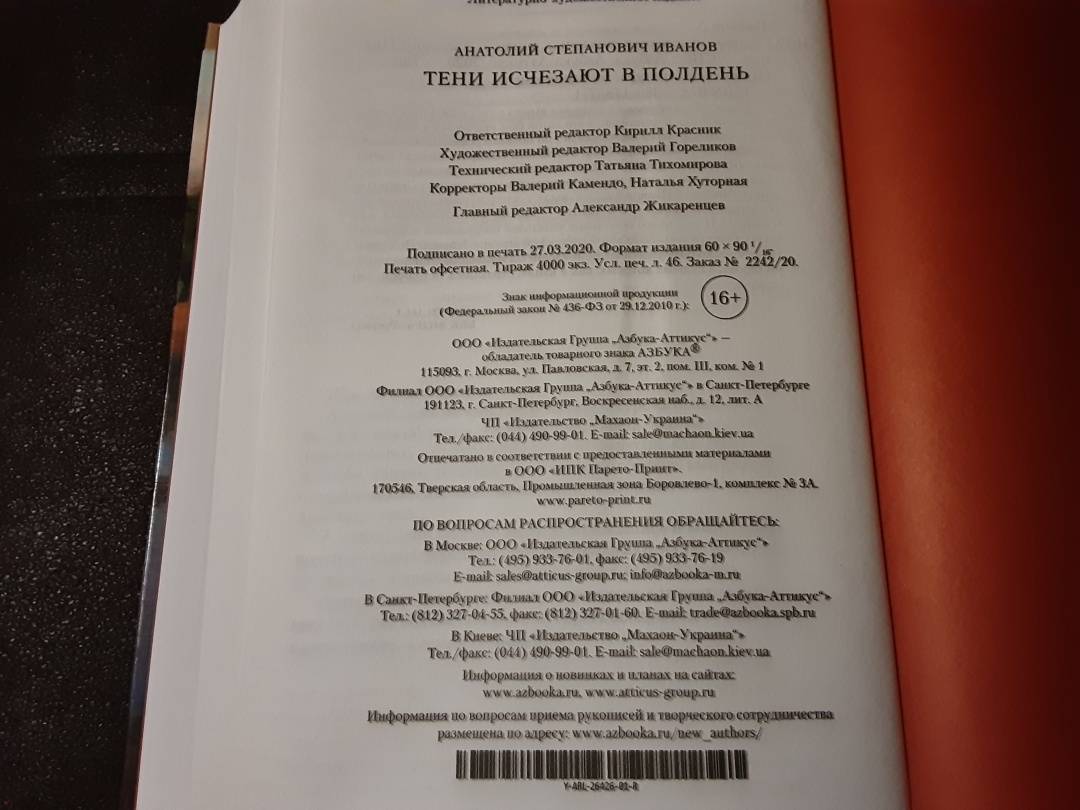 Литературно-художественное издание
АНАТОЛИЙ СТЕПАНОВИЧ ИВАНОВ
ТЕНИ ИСЧЕЗАЮТ В ПОЛДЕНЬ
Ответственный редактор Кирилл Красник
Художественный редактор Валерий Гореликов
Технический редактор Татьяна Тихомирова
Корректоры Валерий Камендо, Наталья Хуторная
Главный редактор Александр Жикаренцев
Подписано в печать 27.03.2020. Формат издания 60 × 90 1/16.
Печать офсетная. Тираж 4000 экз. Усл. печ. л. 46. Заказ № 2242/20.
Знак информационной продукции
(Федеральный закон № 436-ФЗ от 29.12.2010 г.):
16+
ООО «Издательская Группа „Азбука-Аттикус“» —
обладатель товарного знака АЗБУКА®
115093, г. Москва, ул. Павловская, д. 7, эт. 2, пом. III, ком. № 1
Филиал ООО «Издательская Группа „Азбука-Аттикус“» в Санкт-Петербурге
191123, г. Санкт-Петербург, Воскресенская наб., д. 12, лит. А
ЧП «Издательство „Махаон-Украина“»
Тел./факс: (044) 490-99-01. E-mail: sale@machaon.kiev.ua
Отпечатано в соответствии с предоставленными материалами
в ООО «ИПК Парето-Принт».
170546, Тверская область, Промышленная зона Боровлево-1, комплекс № 3А.
www.pareto-print.ru
ПО ВОПРОСАМ РАСПРОСТРАНЕНИЯ ОБРАЩАЙТЕСЬ:
В Москве: ООО «Издательская Группа „Азбука-Аттикус“»
Тел.: (495) 933-76-01, факс: (495) 933-76-19
E-mail: sales@atticus-group.ru; info@azbooka-m.ru
В Санкт-Петербурге: Филиал ООО «Издательская Группа „Азбука-Аттикус“»
Тел.: (812) 327-04-55, факс: (812) 327-01-60. E-mail: trade@azbooka.spb.ru
В Киеве: ЧП «Издательство „Махаон-Украина“»
Тел./факс: (044) 490-99-01. E-mail: sale@machaon.kiev.ua
Информация о новинках и планах на сайтах:
www.azbooka.ru, www.atticus-group.ru
Информация по вопросам приема рукописей и творческого сотрудничества
размещена по адресу: www.azbooka.ru/new_authors/
Y-ABL-26426-01-R